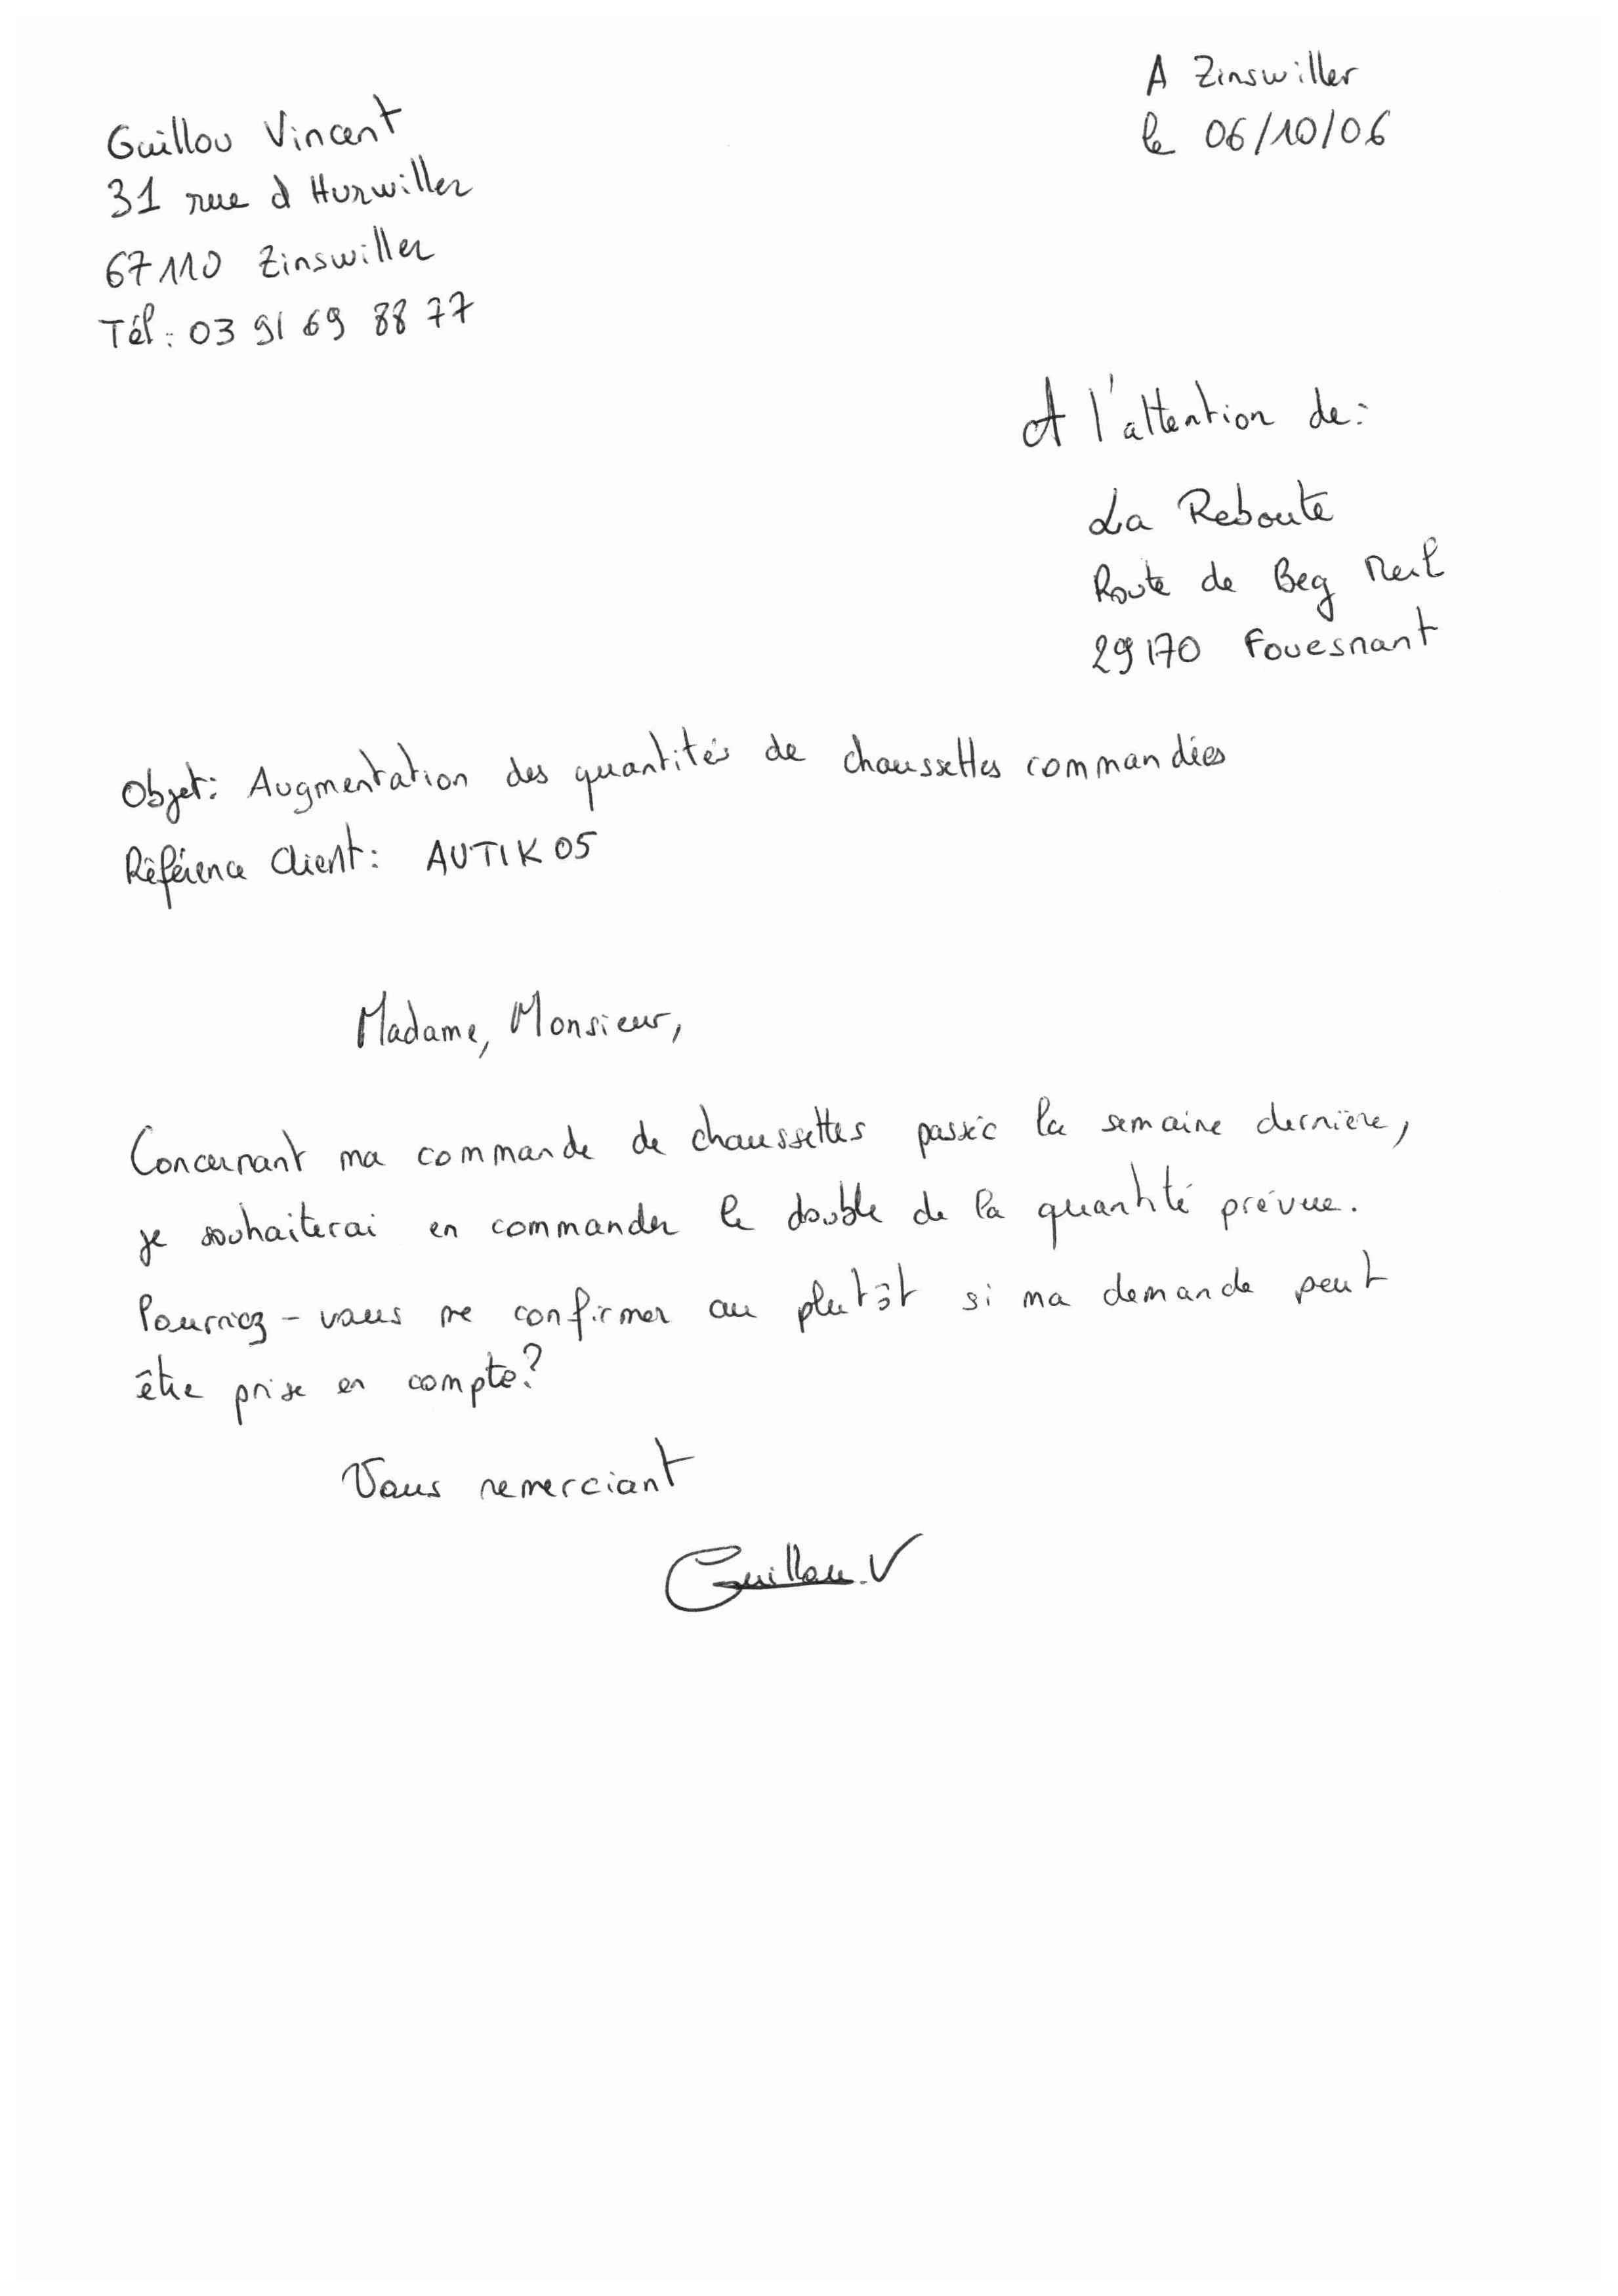 A Zinswiller
le 06/10/06
Guillou Vincent
31 rue d Hurwiller
67110 Zinswiller
Tél : 03 91 69 88 77
A l'attention de :
La Reboute
Route de Beg Meil
29170 Fouesnant
Objet : Augmentation des quantités de chaussettes commandées
Référence Client : AUTIK05
Madame, Monsieur,
Concernant ma commande de chaussettes passée la semaine dernière,
je souhaiterai en commander le double de la quantité prévue.
Pourriez-vous me confirmer au plutôt si ma demande peut
être prise en compte ?
Vous remerciant
Guillou.V